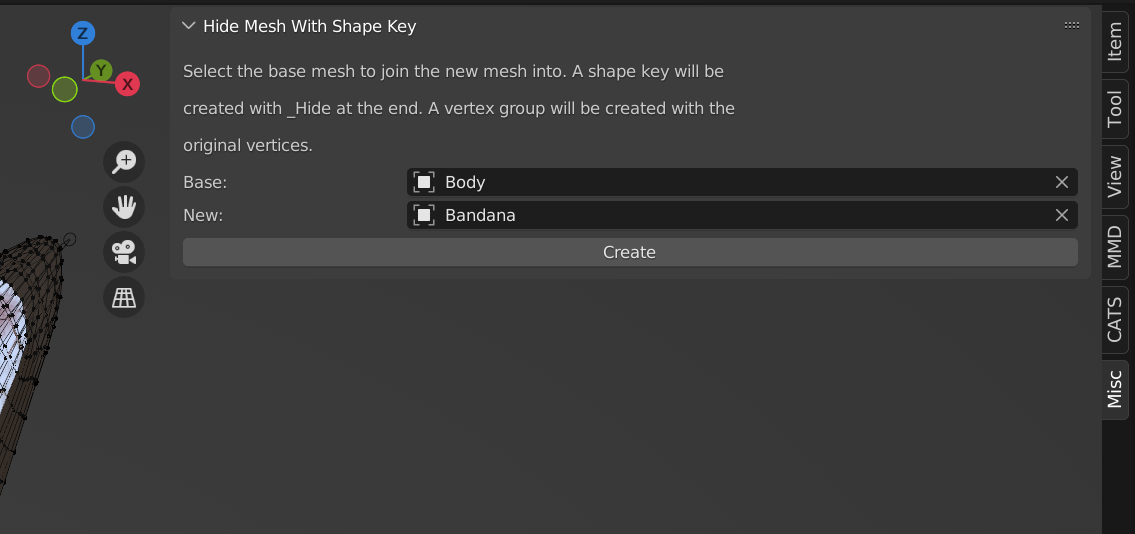 Hide Mesh With Shape Key
Select the base mesh to join the new mesh into. A shape key will be
created with _Hide at the end. A vertex group will be created with the
original vertices.
Base: Body
New: Bandana
Create
Z
Y
X
Item
Tool
View
MMD
CATS
Misc